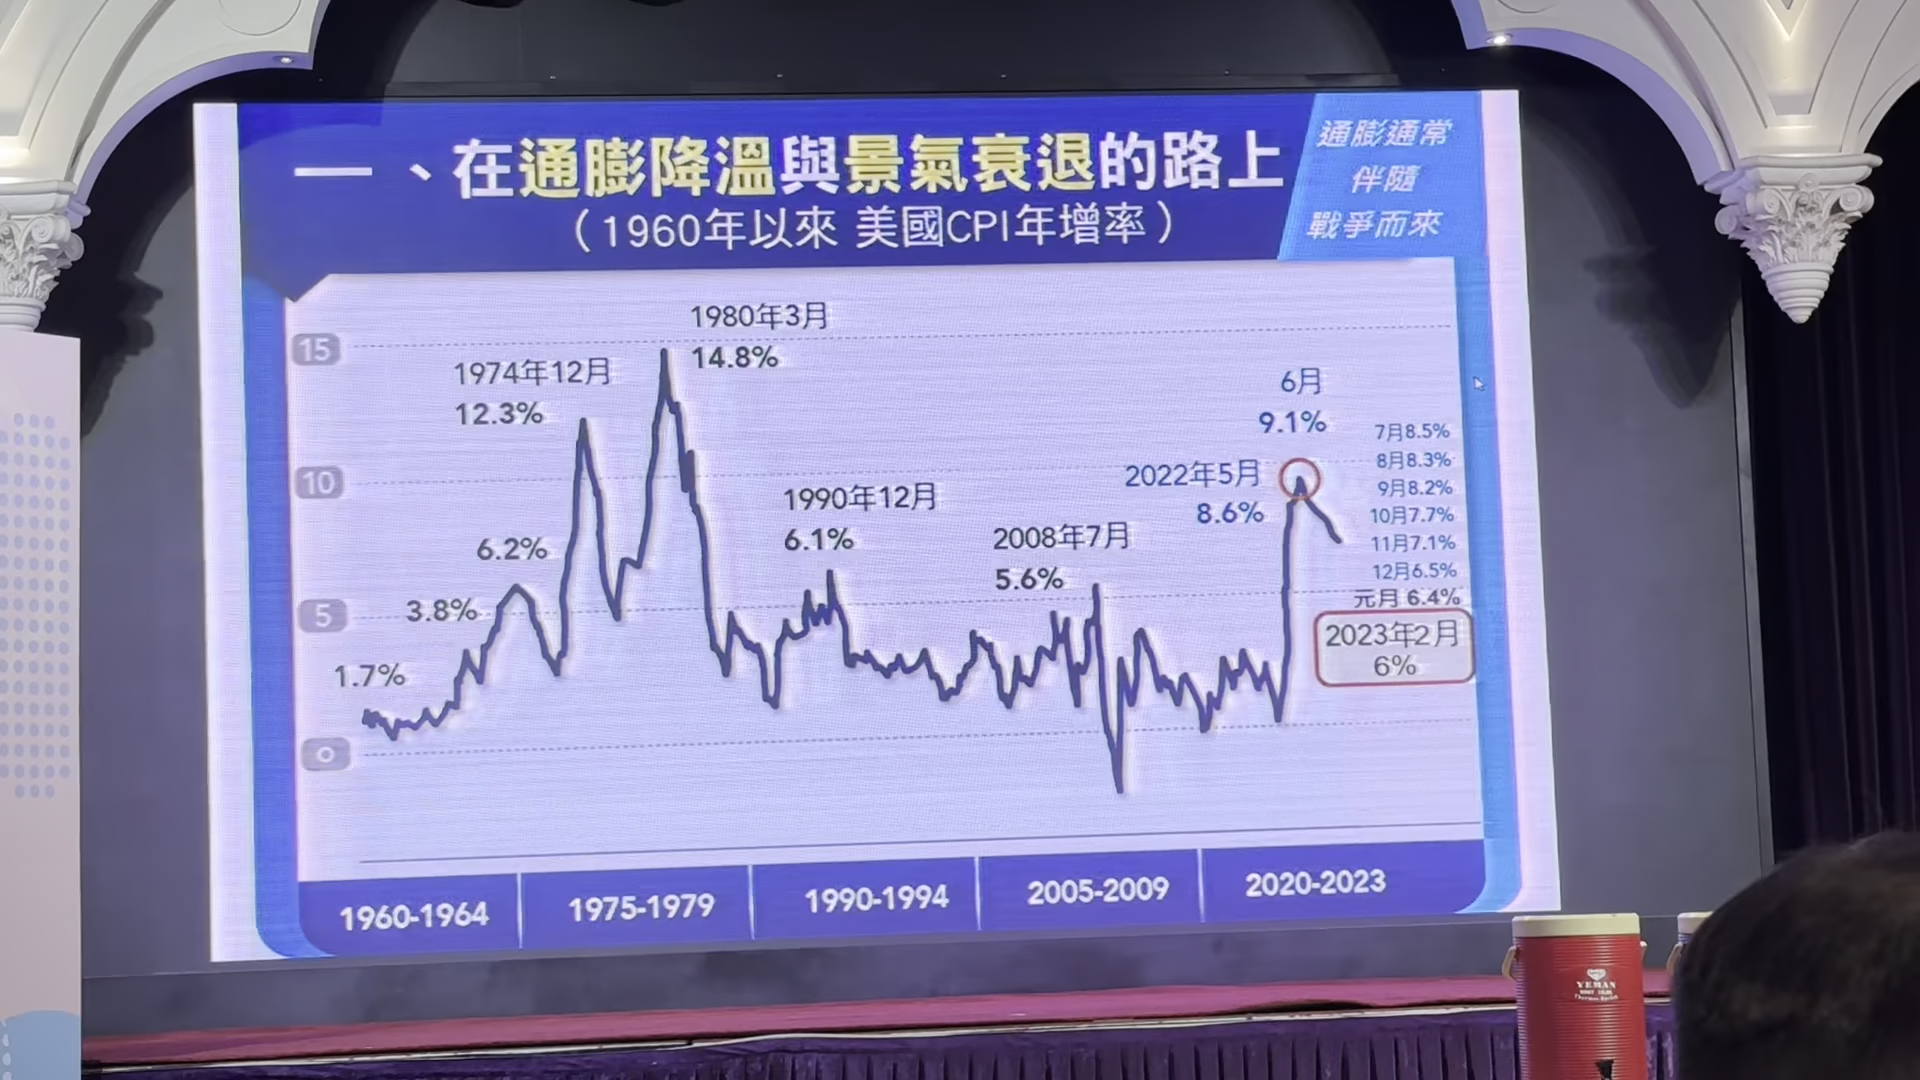 一、在通膨降溫與景氣衰退的路上
（1960年以來 美國CPI年增率）
通膨通常
伴隨
戰爭而來
15
10
5
0
1.7%
3.8%
6.2%
1974年12月
12.3%
1980年3月
14.8%
1990年12月
6.1%
2008年7月
5.6%
2022年5月
8.6%
6月
9.1%
7月8.5%
8月8.3%
9月8.2%
10月7.7%
11月7.1%
12月6.5%
元月 6.4%
2023年2月
6%
1960-1964
1975-1979
1990-1994
2005-2009
2020-2023
YEMAN